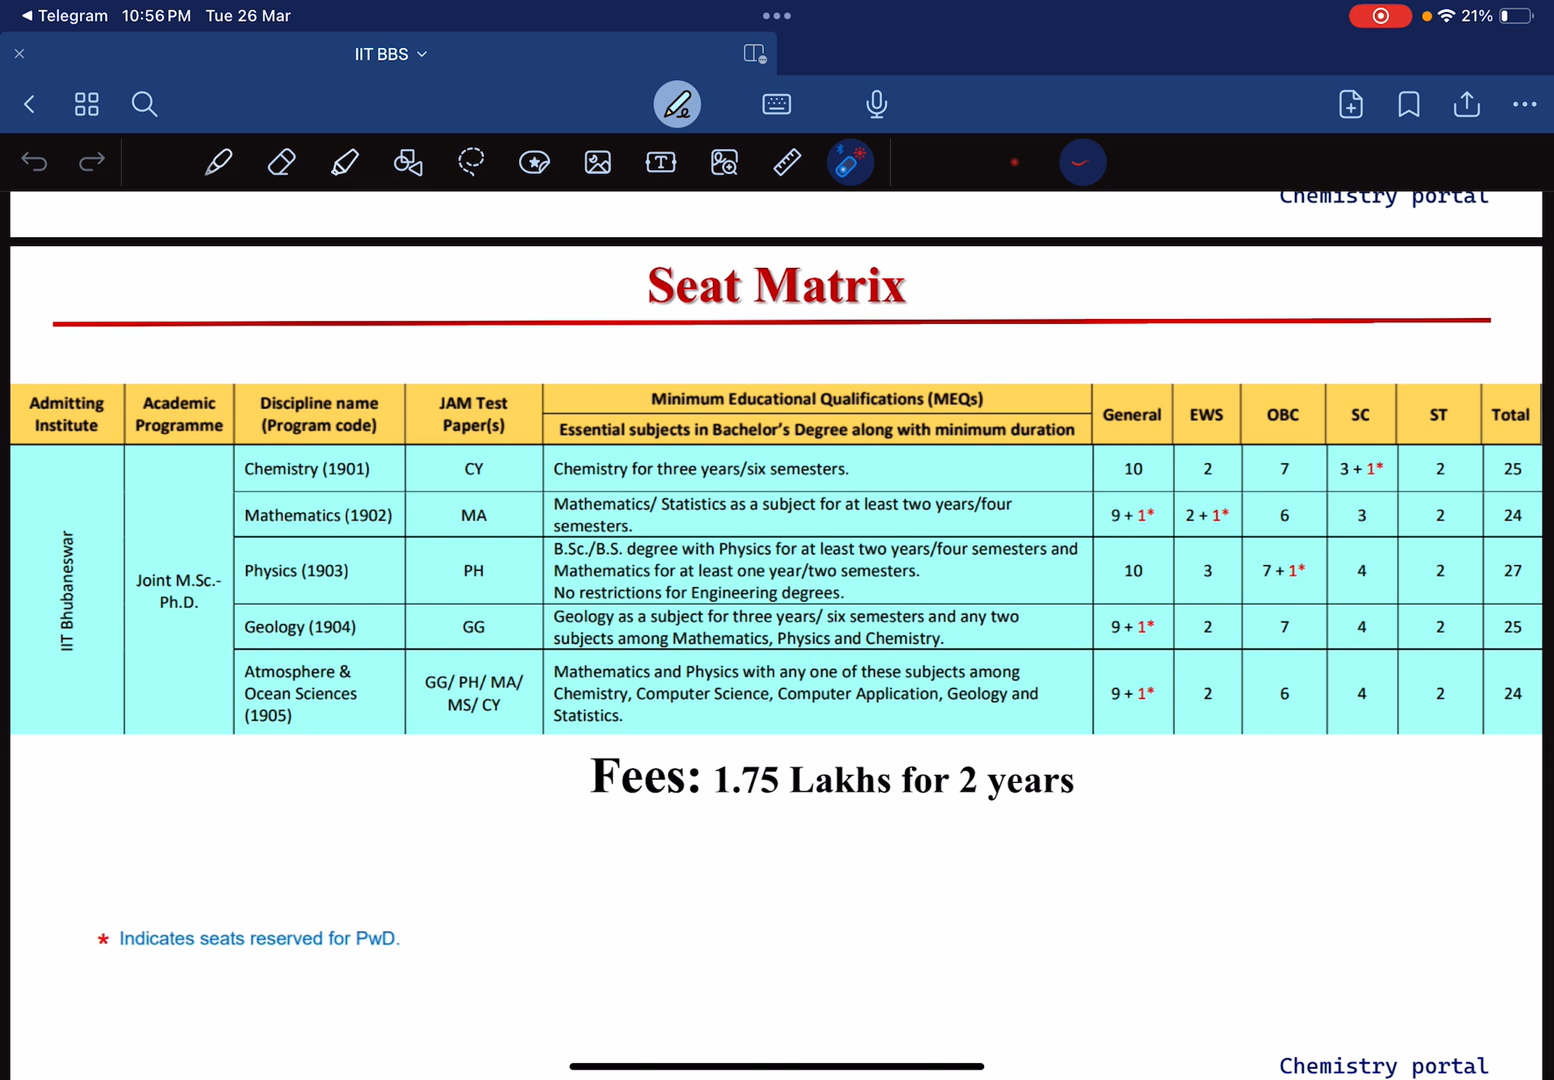 Telegram 10:56 PM Tue 26 Mar
21%
IIT BBS
Chemistry portal
Seat Matrix
Admitting Institute
Academic Programme
Discipline name (Program code)
JAM Test Paper(s)
Minimum Educational Qualifications (MEQs)
Essential subjects in Bachelor's Degree along with minimum duration
General EWS OBC SC ST Total
IIT Bhubaneswar
Joint M.Sc.-
Ph.D.
Chemistry (1901) CY Chemistry for three years/six semesters. 10 2 7 3 + 1* 2 25
Mathematics (1902) MA Mathematics/ Statistics as a subject for at least two years/four
semesters. 9 + 1* 2 + 1* 6 3 2 24
Physics (1903) PH B.Sc./B.S. degree with Physics for at least two years/four semesters and
Mathematics for at least one year/two semesters.
No restrictions for Engineering degrees. 10 3 7 + 1* 4 2 27
Geology (1904) GG Geology as a subject for three years/ six semesters and any two
subjects among Mathematics, Physics and Chemistry. 9 + 1* 2 7 4 2 25
Atmosphere &
Ocean Sciences
(1905)
GG/ PH/ MA/
MS/ CY
Mathematics and Physics with any one of these subjects among
Chemistry, Computer Science, Computer Application, Geology and
Statistics. 9 + 1* 2 6 4 2 24
Fees: 1.75 Lakhs for 2 years
* Indicates seats reserved for PwD.
Chemistry portal